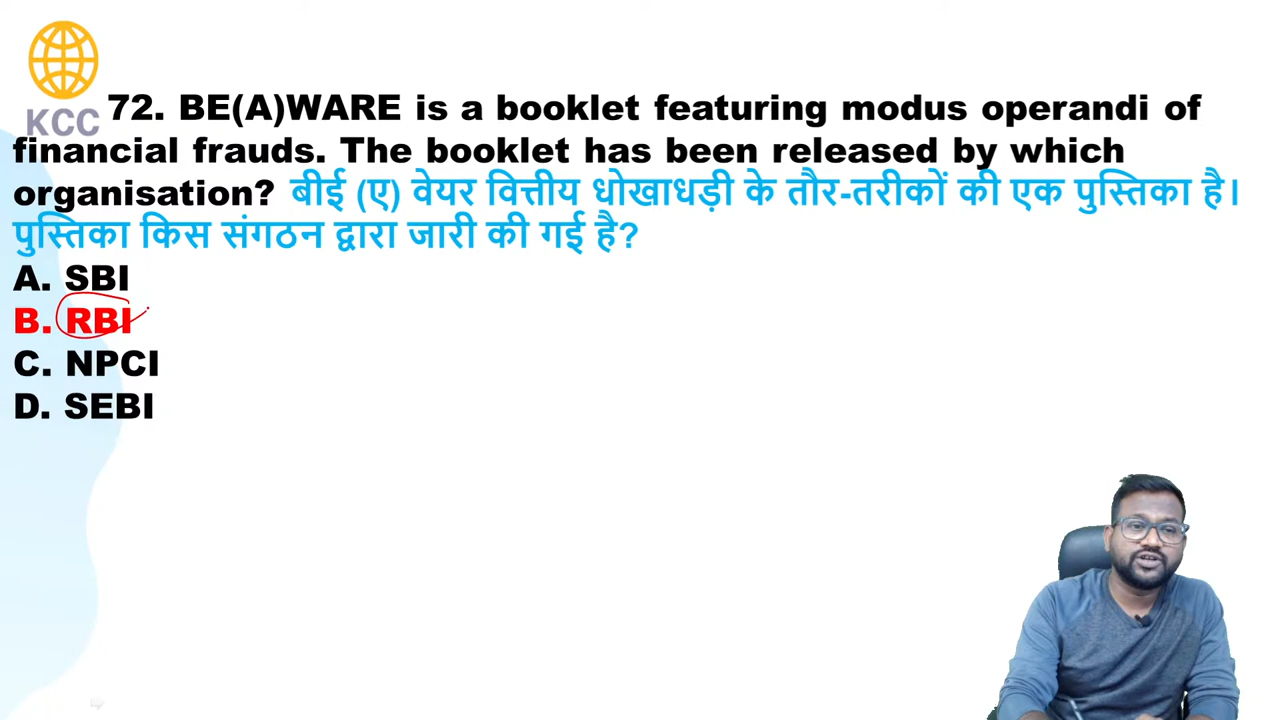 KCC
72. BE(A)WARE is a booklet featuring modus operandi of
financial frauds. The booklet has been released by which
organisation? बीई (ए) वेयर वित्तीय धोखाधड़ी के तौर-तरीकों की एक पुस्तिका है।
पुस्तिका किस संगठन द्वारा जारी की गई है?
A. SBI
B. RBI
C. NPCI
D. SEBI